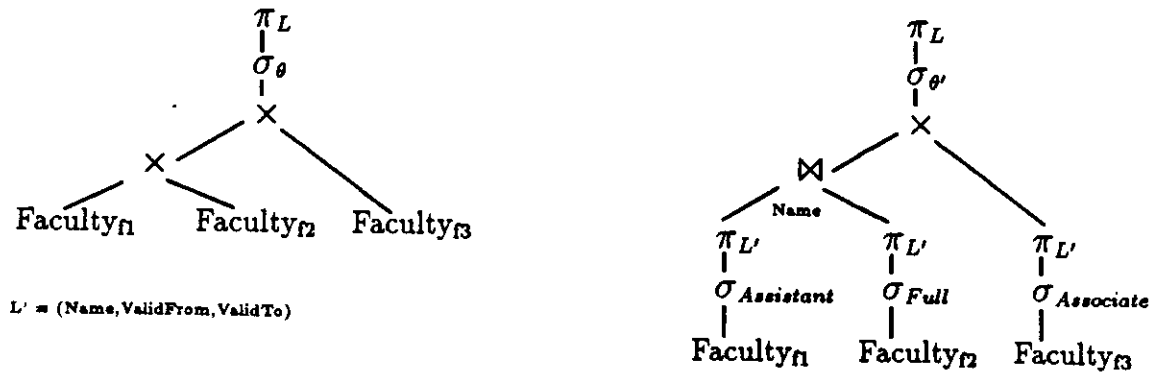 π_L
σ_θ
×
×
Faculty_f1 Faculty_f2 Faculty_f3
L' = (Name,ValidFrom,ValidTo)
π_L
σ_θ'
×
⋈
Name
π_L' π_L' π_L'
σ_Assistant σ_Full σ_Associate
Faculty_f1 Faculty_f2 Faculty_f3